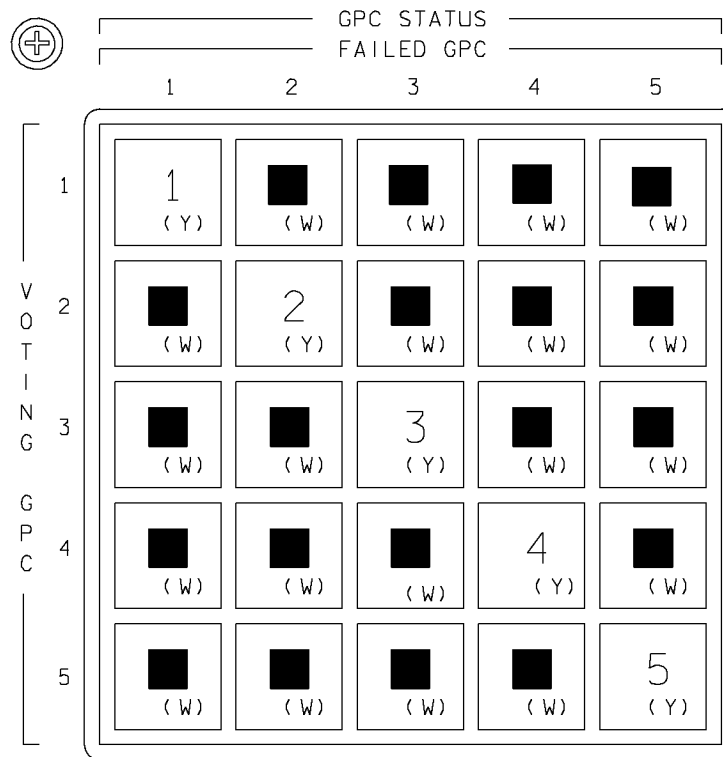 GPC STATUS
FAILED GPC
1 2 3 4 5
VOTING GPC
1 1 (Y) (W) (W) (W) (W)
2 (W) 2 (Y) (W) (W) (W)
3 (W) (W) 3 (Y) (W) (W)
4 (W) (W) (W) 4 (Y) (W)
5 (W) (W) (W) (W) 5 (Y)